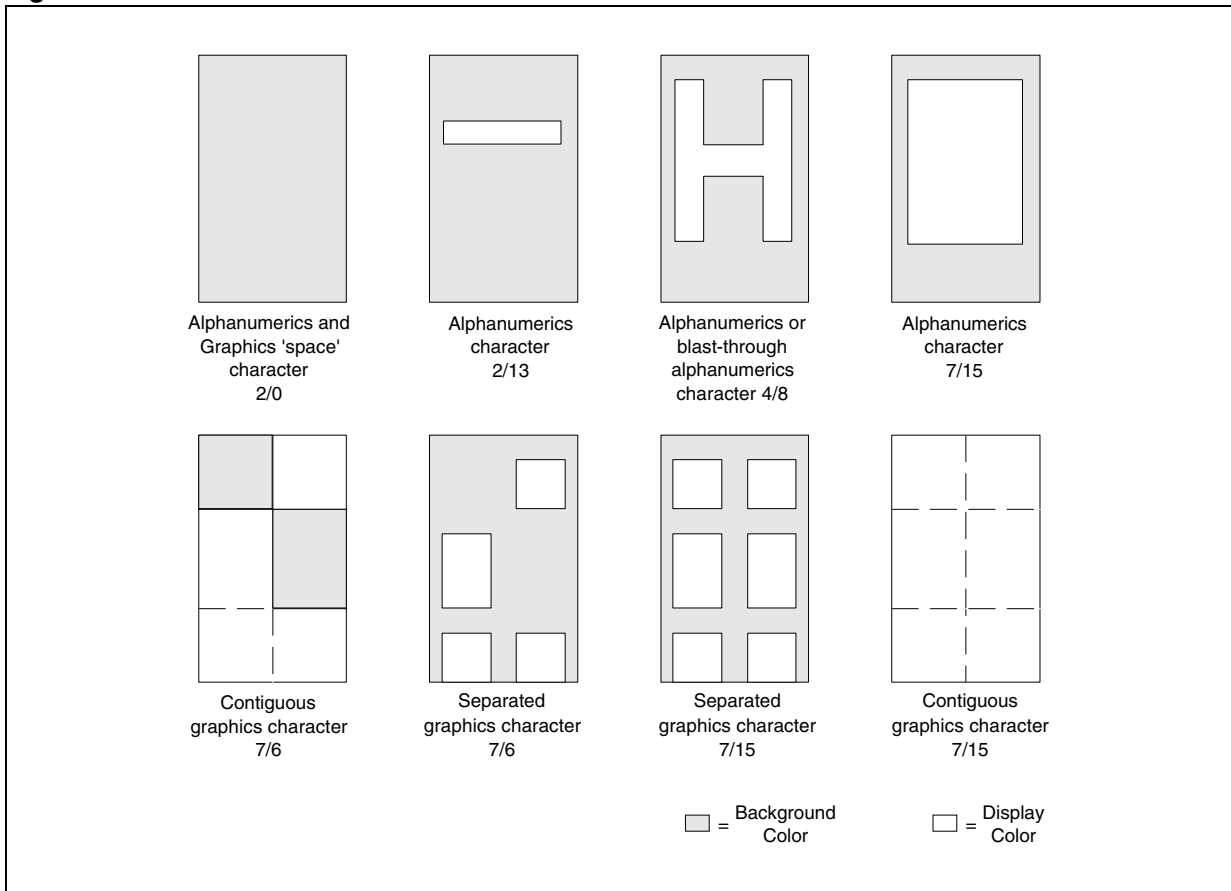 Alphanumerics and
Graphics 'space'
character
2/0
Alphanumerics
character
2/13
Alphanumerics or
blast-through
alphanumerics
character 4/8
Alphanumerics
character
7/15
Contiguous
graphics character
7/6
Separated
graphics character
7/6
Separated
graphics character
7/15
Contiguous
graphics character
7/15
= Background
Color
= Display
Color